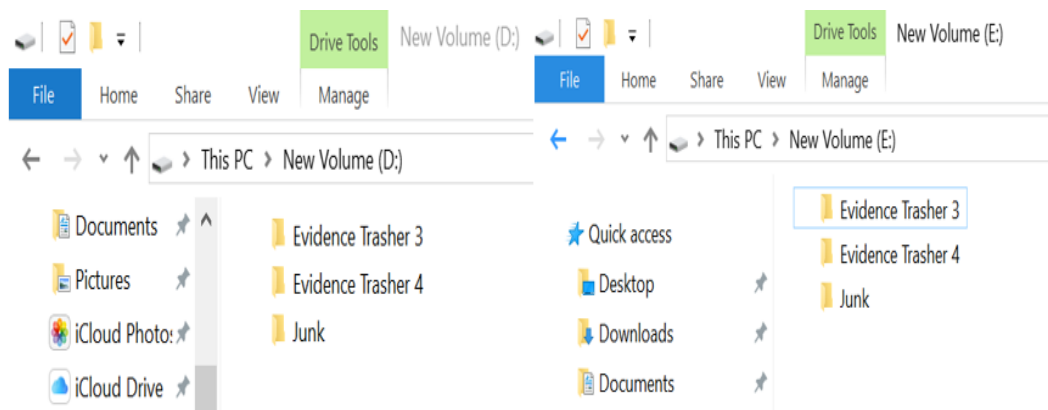 Drive Tools New Volume (D:)
File Home Share View Manage
This PC > New Volume (D:)
Documents
Pictures
iCloud Photos
iCloud Drive
Evidence Trasher 3
Evidence Trasher 4
Junk
Drive Tools New Volume (E:)
File Home Share View Manage
This PC > New Volume (E:)
Quick access
Desktop
Downloads
Documents
Evidence Trasher 3
Evidence Trasher 4
Junk